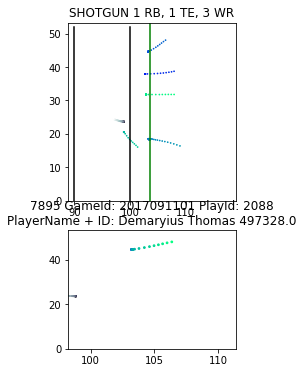 SHOTGUN 1 RB, 1 TE, 3 WR
50
40
30
20
10
0
90 100 110
7895 GameId: 2017091101 PlayId: 2088
PlayerName + ID: Demaryius Thomas 497328.0
40
20
0
100 105 110